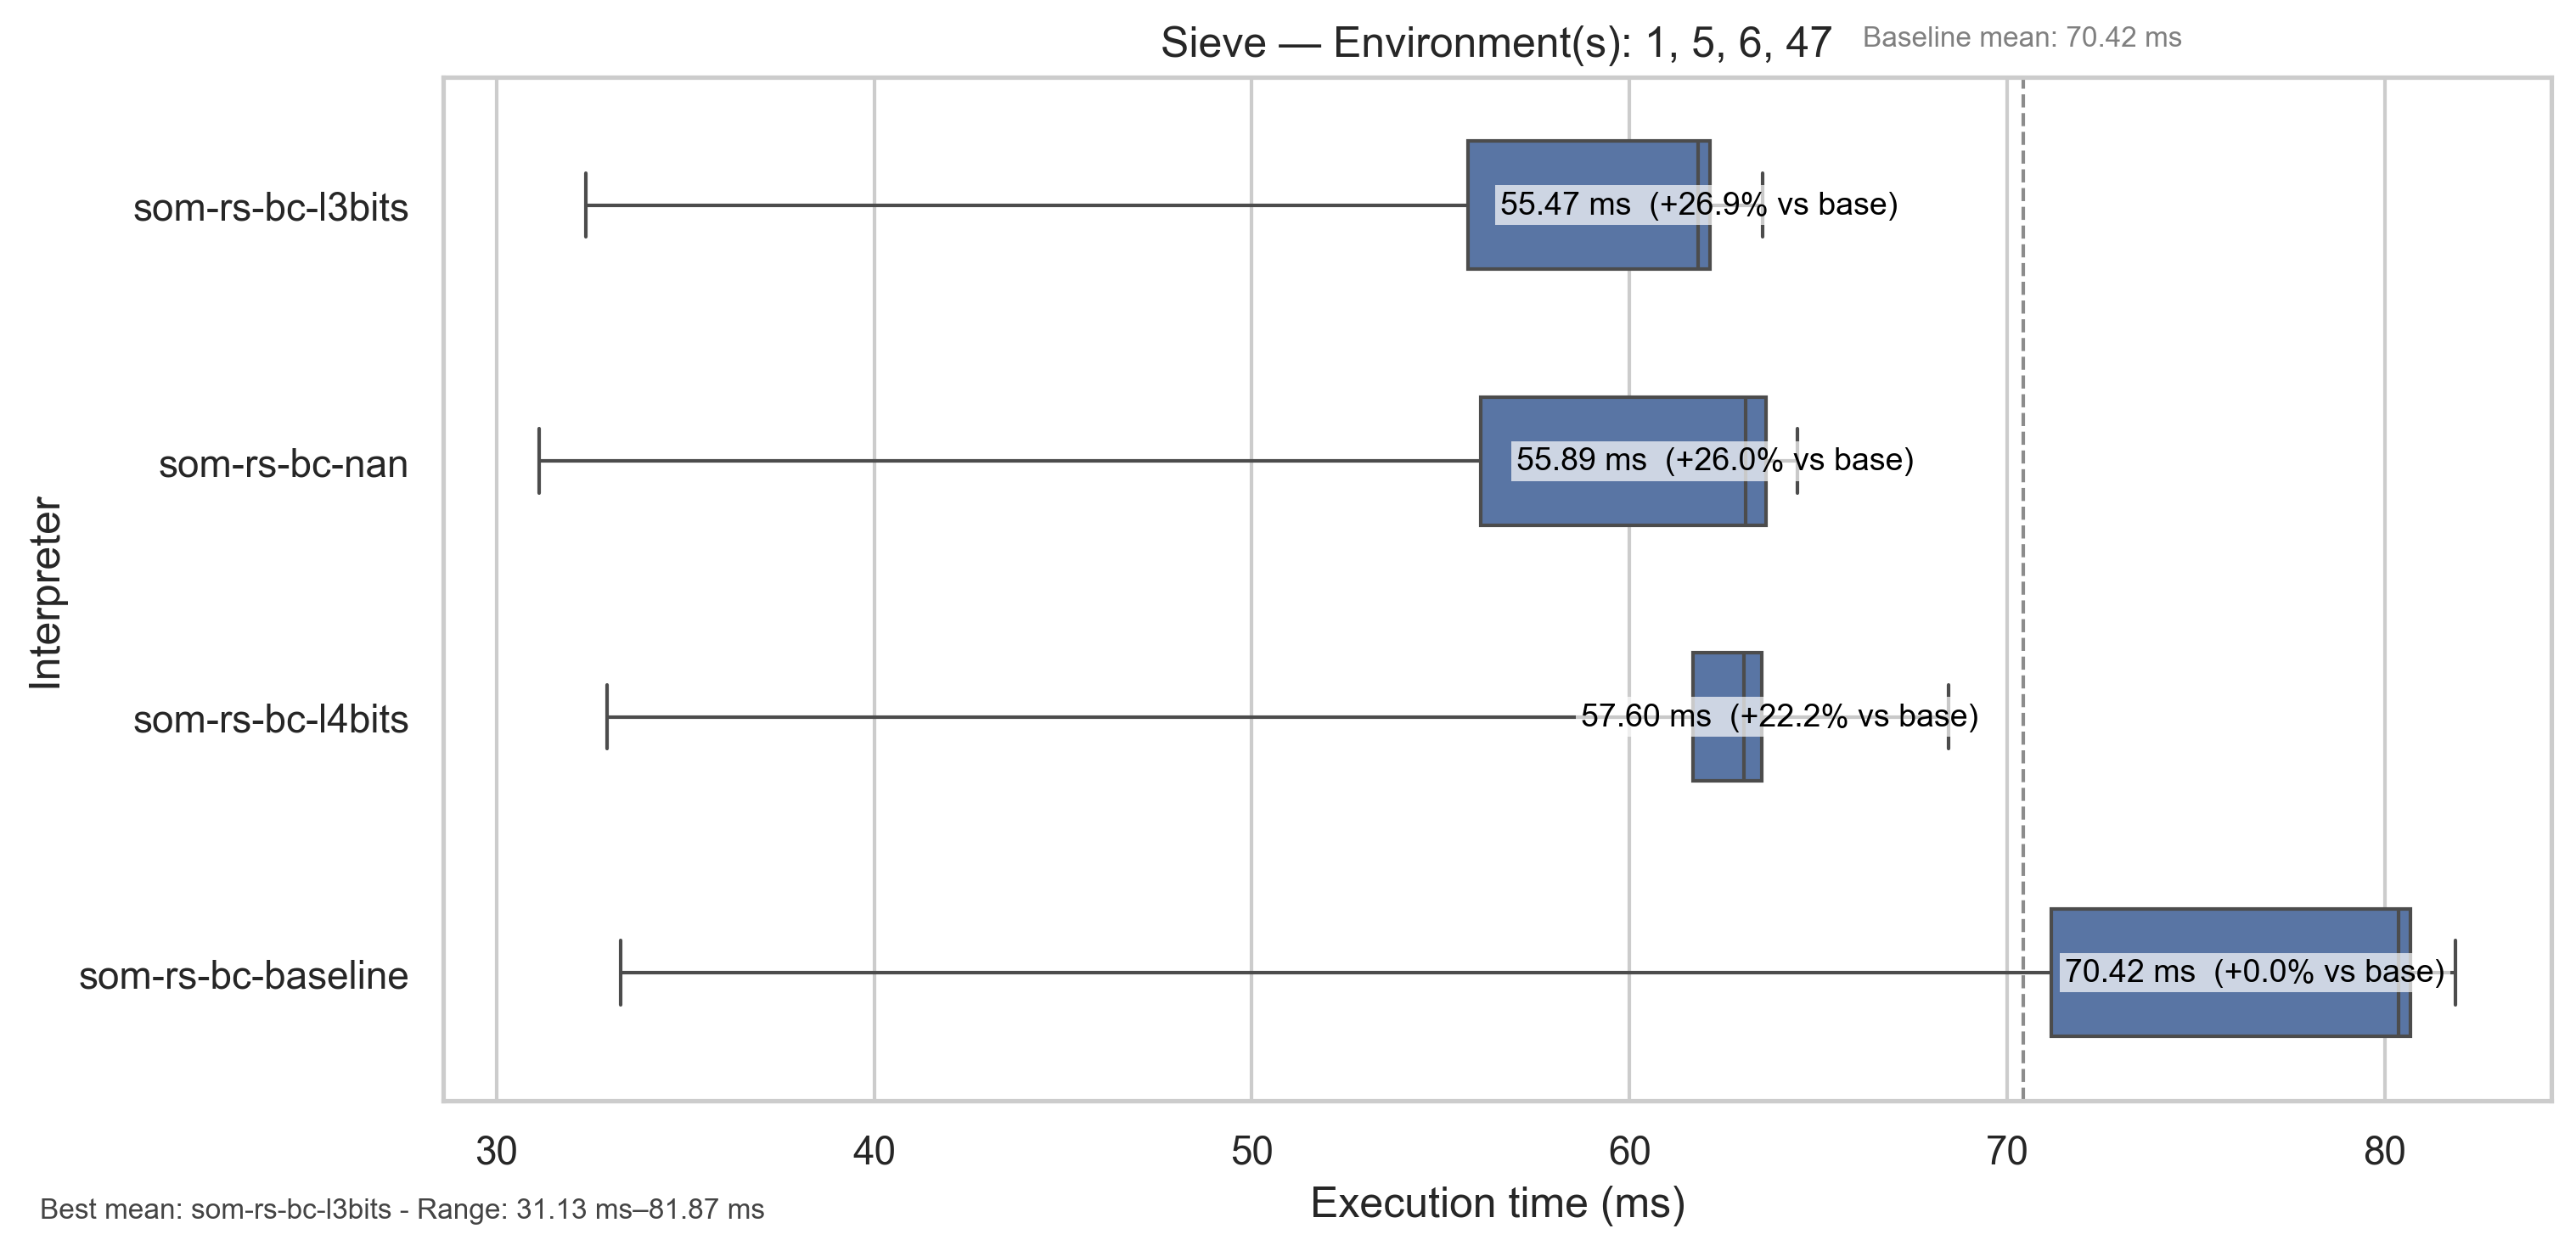 Sieve — Environment(s): 1, 5, 6, 47
Baseline mean: 70.42 ms
som-rs-bc-l3bits
55.47 ms (+26.9% vs base)
som-rs-bc-nan
55.89 ms (+26.0% vs base)
Interpreter
som-rs-bc-l4bits
57.60 ms (+22.2% vs base)
som-rs-bc-baseline
70.42 ms (+0.0% vs base)
30 40 50 60 70 80
Execution time (ms)
Best mean: som-rs-bc-l3bits - Range: 31.13 ms–81.87 ms